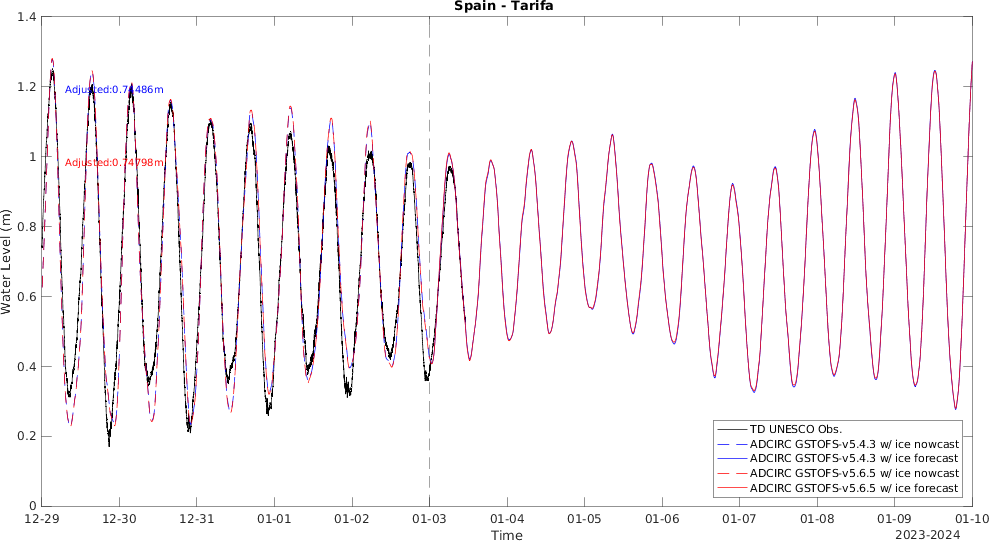 Spain - Tarifa
1.4
1.2
1
0.8
0.6
0.4
0.2
0
Water Level (m)
Adjusted:0.74486m
Adjusted:0.74798m
TD UNESCO Obs.
ADCIRC GSTOFS-v5.4.3 w/ ice nowcast
ADCIRC GSTOFS-v5.4.3 w/ ice forecast
ADCIRC GSTOFS-v5.6.5 w/ ice nowcast
ADCIRC GSTOFS-v5.6.5 w/ ice forecast
12-29 12-30 12-31 01-01 01-02 01-03 01-04 01-05 01-06 01-07 01-08 01-09 01-10
Time
2023-2024